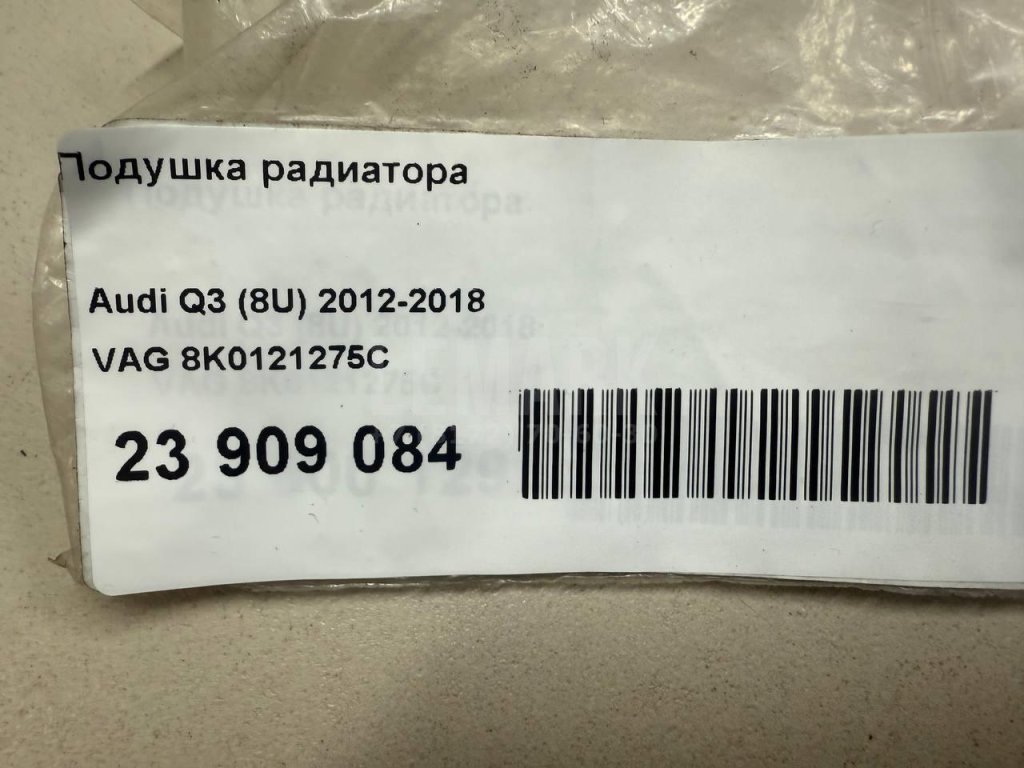 Подушка радиатора
Audi Q3 (8U) 2012-2018
VAG 8K0121275C
23 909 084